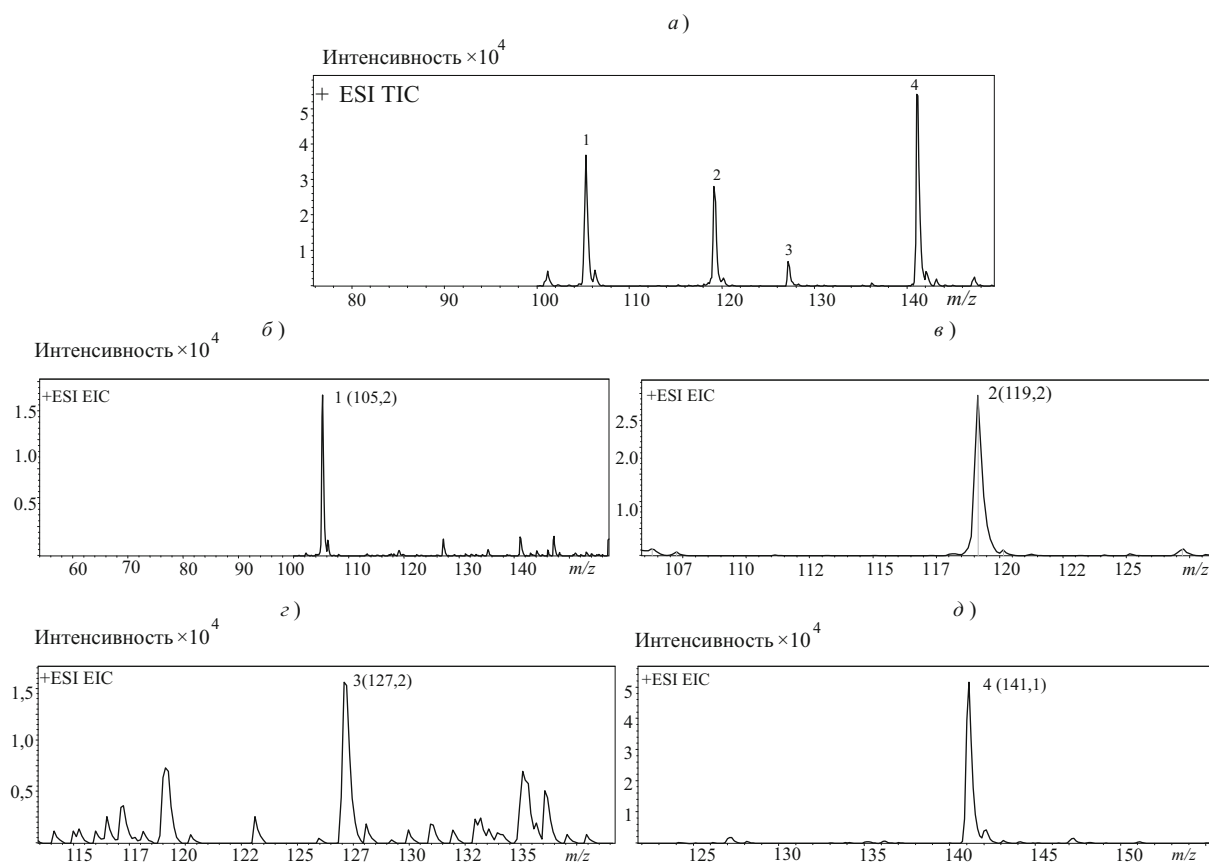 а )
Интенсивность ×10^4
+ ESI TIC
5
4
3
2
1
1
2
3
4
80 90 100 110 120 130 140 m/z
б )
Интенсивность ×10^4
+ESI EIC
1 (105,2)
1.5
1.0
0.5
60 70 80 90 100 110 120 130 140 m/z
в )
+ESI EIC
2(119,2)
2.5
2.0
1.0
107 110 112 115 117 120 122 125 m/z
г )
Интенсивность ×10^4
+ESI EIC
3(127,2)
1,5
1,0
0,5
115 117 120 122 125 127 130 132 135 m/z
д )
Интенсивность ×10^4
+ESI EIC
4 (141,1)
5
4
3
2
1
125 130 135 140 145 150 m/z